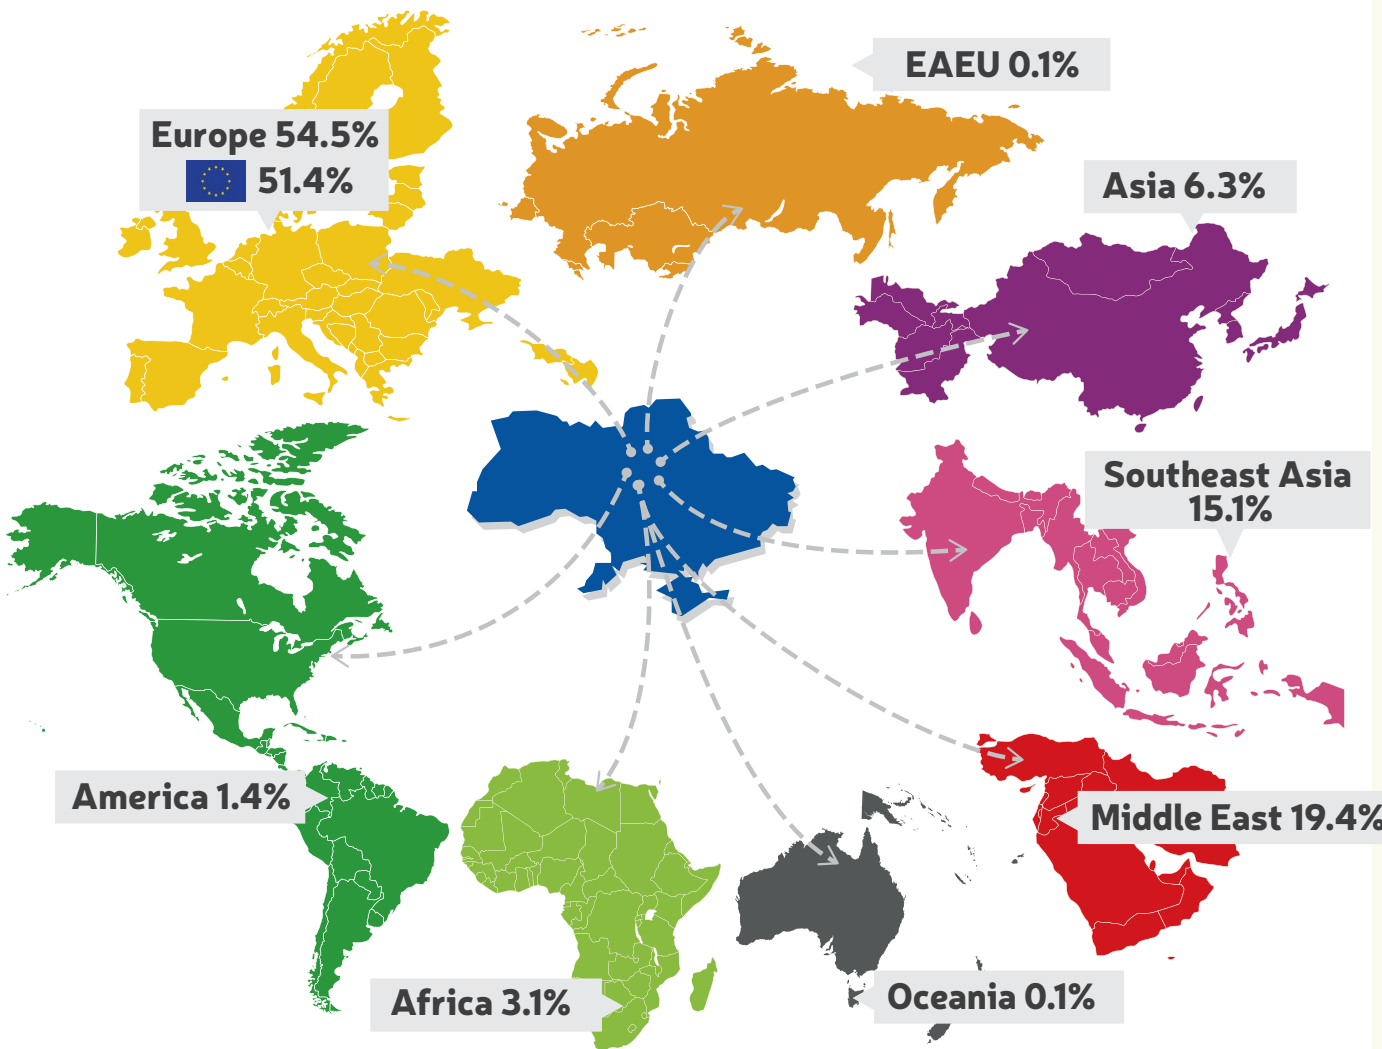 EAEU 0.1%
Europe 54.5%
51.4%
Asia 6.3%
Southeast Asia
15.1%
America 1.4%
Middle East 19.4%
Africa 3.1%
Oceania 0.1%